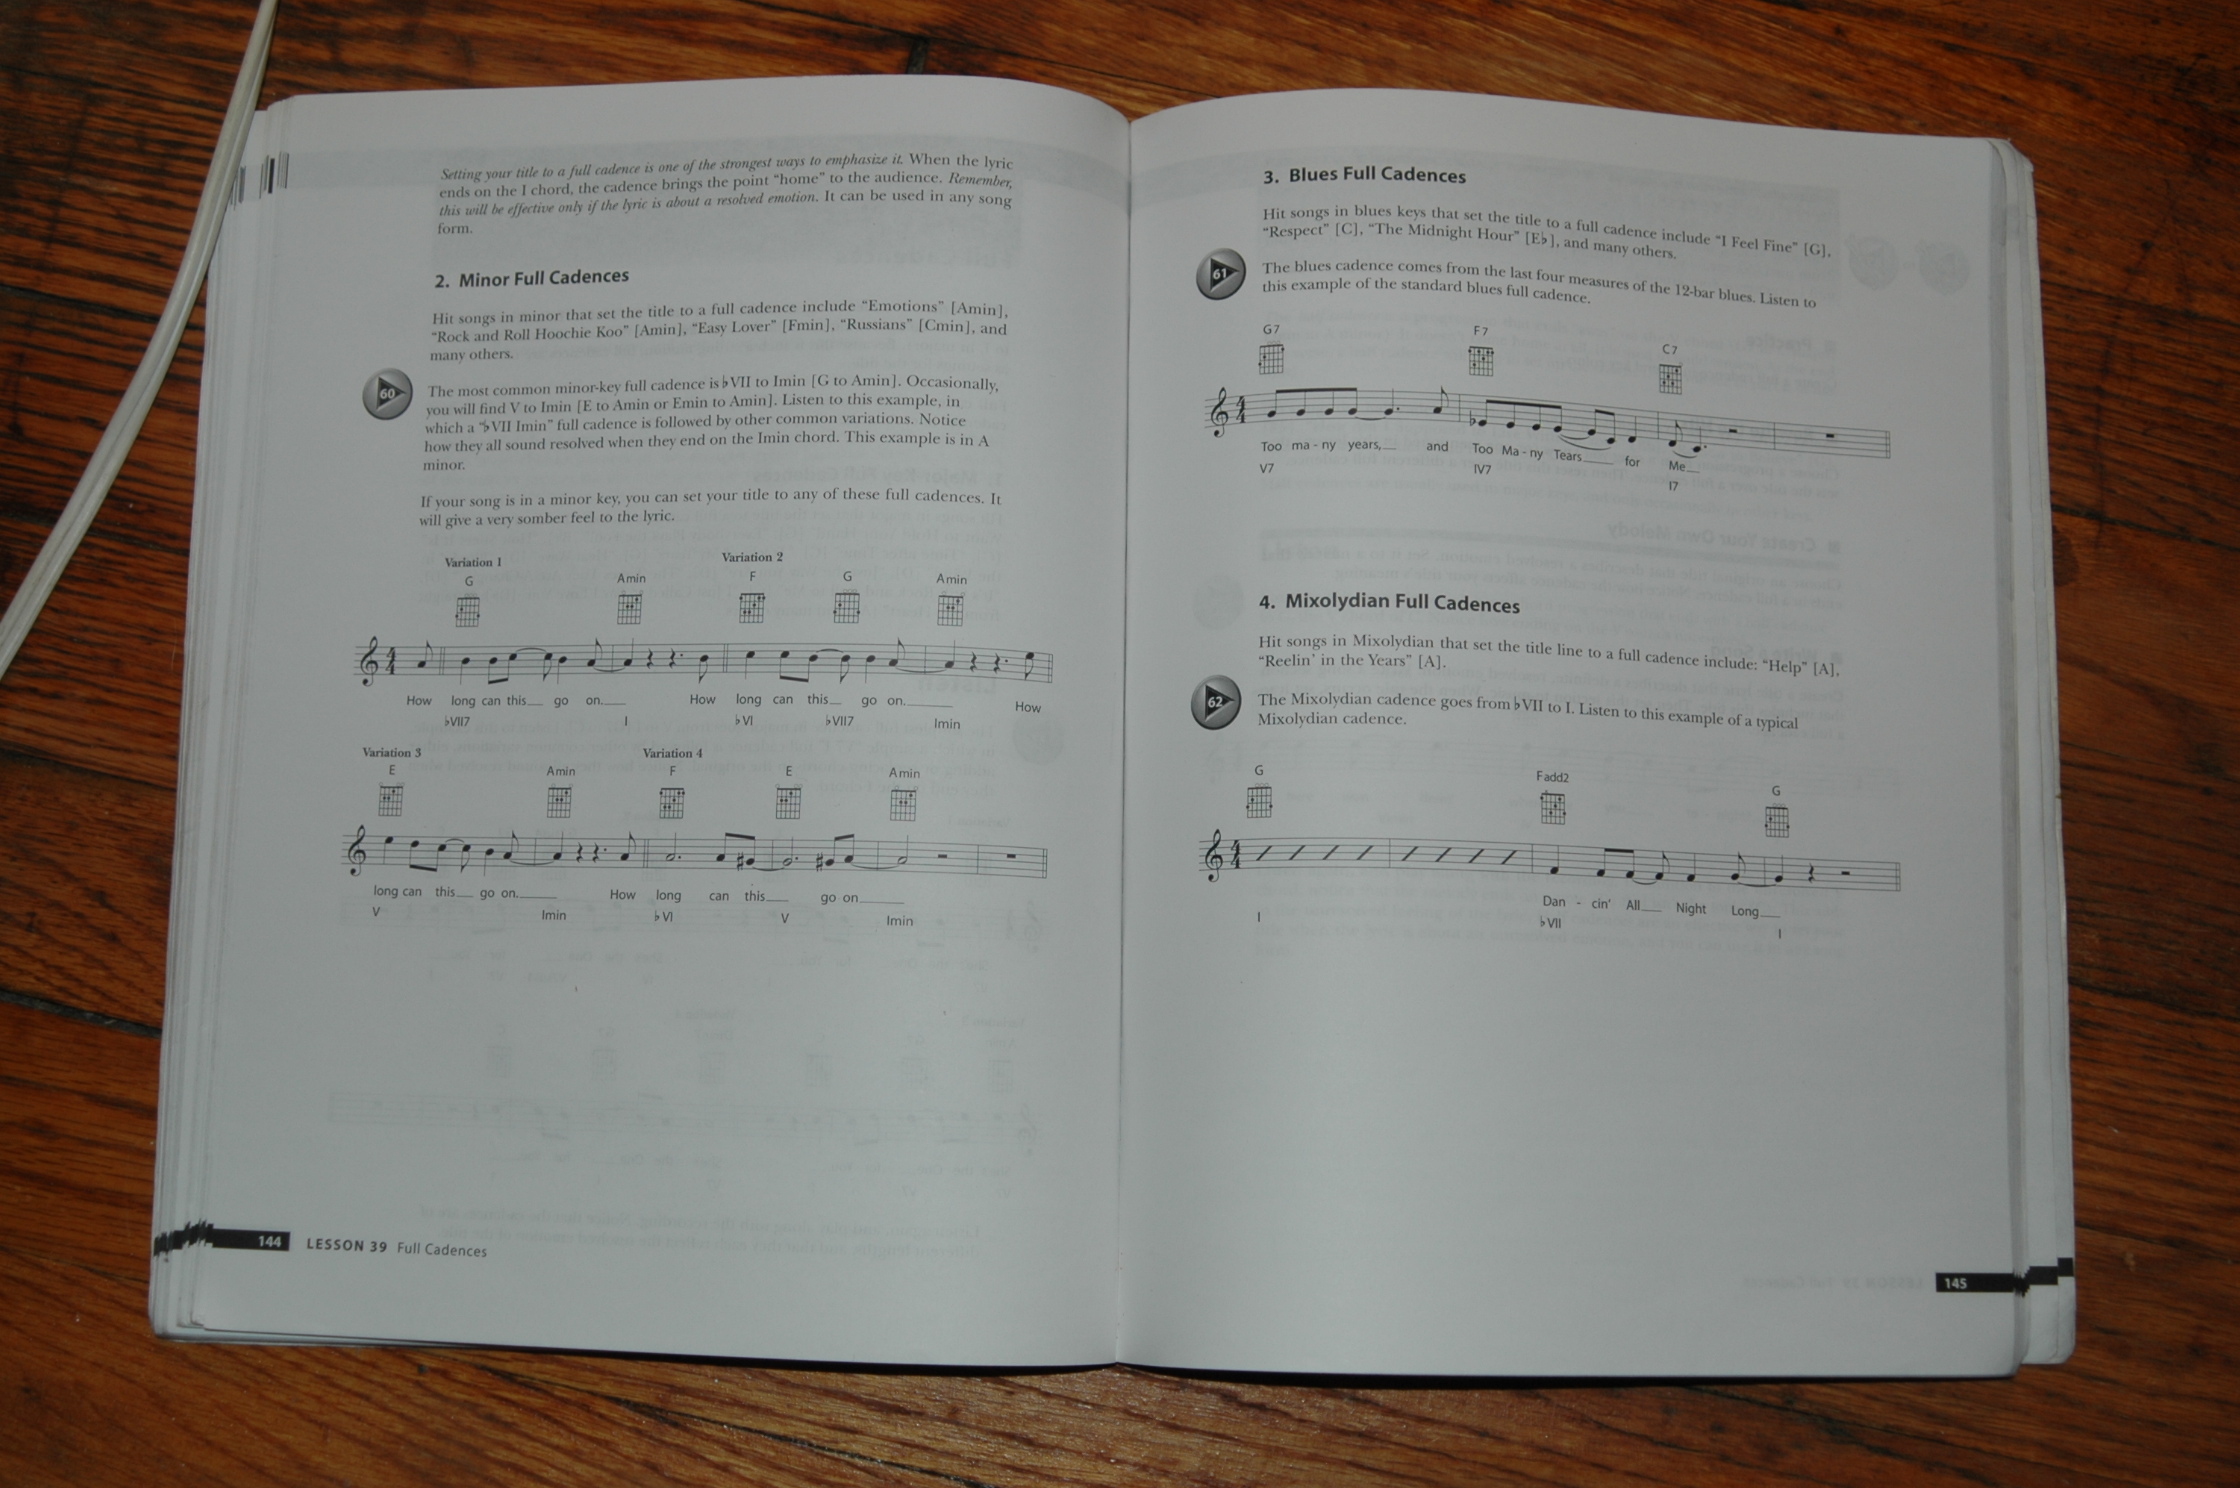 Setting your title to a full cadence is one of the strongest ways to emphasize it. When the lyric
ends on the I chord, the cadence brings the point "home" to the audience. Remember,
this will be effective only if the lyric is about a resolved emotion. It can be used in any song
form.
2. Minor Full Cadences
Hit songs in minor that set the title to a full cadence include "Emotions" [Amin],
"Rock and Roll Hoochie Koo" [Amin], "Easy Lover" [Fmin], "Russians" [Cmin], and
many others.
60
The most common minor-key full cadence is ♭VII to Imin [G to Amin]. Occasionally,
you will find V to Imin [E to Amin or Emin to Amin]. Listen to this example, in
which a "♭VII Imin" full cadence is followed by other common variations. Notice
how they all sound resolved when they end on the Imin chord. This example is in A
minor.
If your song is in a minor key, you can set your title to any of these full cadences. It
will give a very somber feel to the lyric.
Variation 1 Variation 2
G Amin F G Amin
How long can this go on. How long can this go on. How
♭VII7 I ♭VI ♭VII7 Imin
Variation 3 Variation 4
E Amin F E Amin
long can this go on. How long can this go on
V Imin ♭VI V Imin
144 LESSON 39 Full Cadences
3. Blues Full Cadences
Hit songs in blues keys that set the title to a full cadence include "I Feel Fine" [G],
"Respect" [C], "The Midnight Hour" [E♭], and many others.
61
The blues cadence comes from the last four measures of the 12-bar blues. Listen to
this example of the standard blues full cadence.
G7 F7 C7
Too ma - ny years, and Too Ma - ny Tears for Me
V7 IV7 I7
4. Mixolydian Full Cadences
Hit songs in Mixolydian that set the title line to a full cadence include: "Help" [A],
"Reelin' in the Years" [A].
62
The Mixolydian cadence goes from ♭VII to I. Listen to this example of a typical
Mixolydian cadence.
G Fadd2 G
Dan - cin' All Night Long
I ♭VII I
145